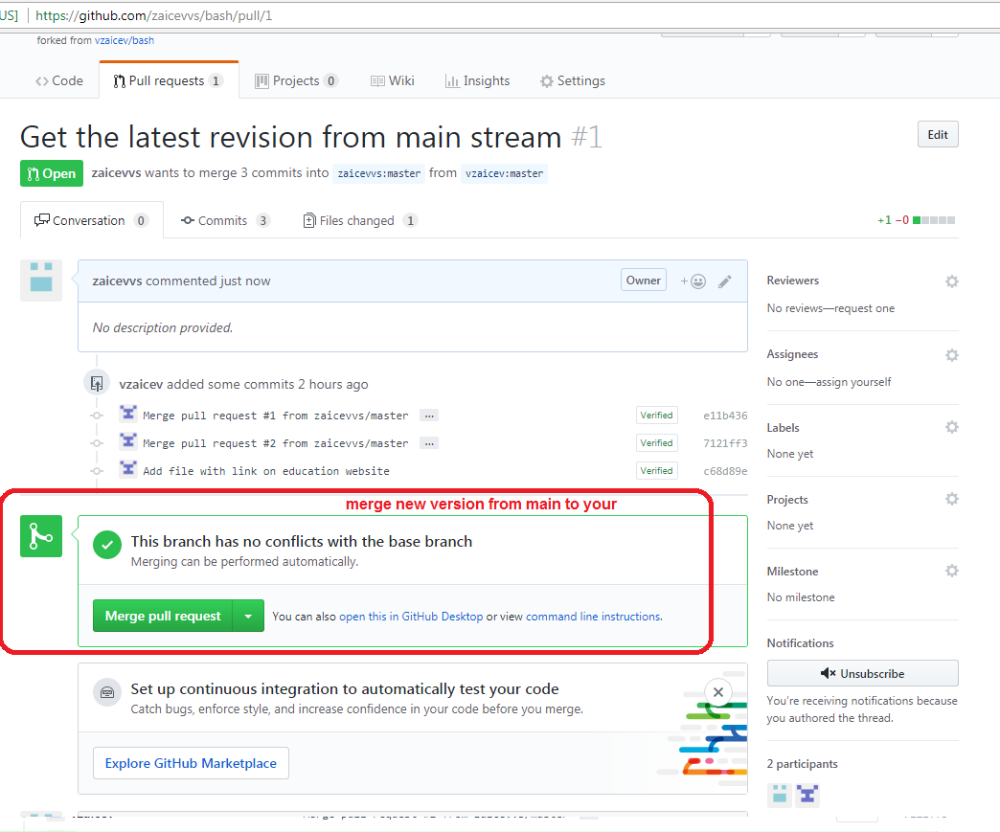 US] https://github.com/zaicevvs/bash/pull/1
forked from vzaicev/bash
Code Pull requests 1 Projects 0 Wiki Insights Settings
Get the latest revision from main stream #1
Edit
Open zaicevvs wants to merge 3 commits into zaicevvs:master from vzaicev:master
Conversation 0 Commits 3 Files changed 1 +1 −0
zaicevvs commented just now Owner
No description provided.
vzaicev added some commits 2 hours ago
Merge pull request #1 from zaicevvs/master ... Verified e11b436
Merge pull request #2 from zaicevvs/master ... Verified 7121ff3
Add file with link on education website Verified c68d89e
merge new version from main to your
This branch has no conflicts with the base branch
Merging can be performed automatically.
Merge pull request You can also open this in GitHub Desktop or view command line instructions.
Set up continuous integration to automatically test your code
Catch bugs, enforce style, and increase confidence in your code before you merge.
Explore GitHub Marketplace
Reviewers
No reviews—request one
Assignees
No one—assign yourself
Labels
None yet
Projects
None yet
Milestone
No milestone
Notifications
Unsubscribe
You're receiving notifications because
you authored the thread.
2 participants